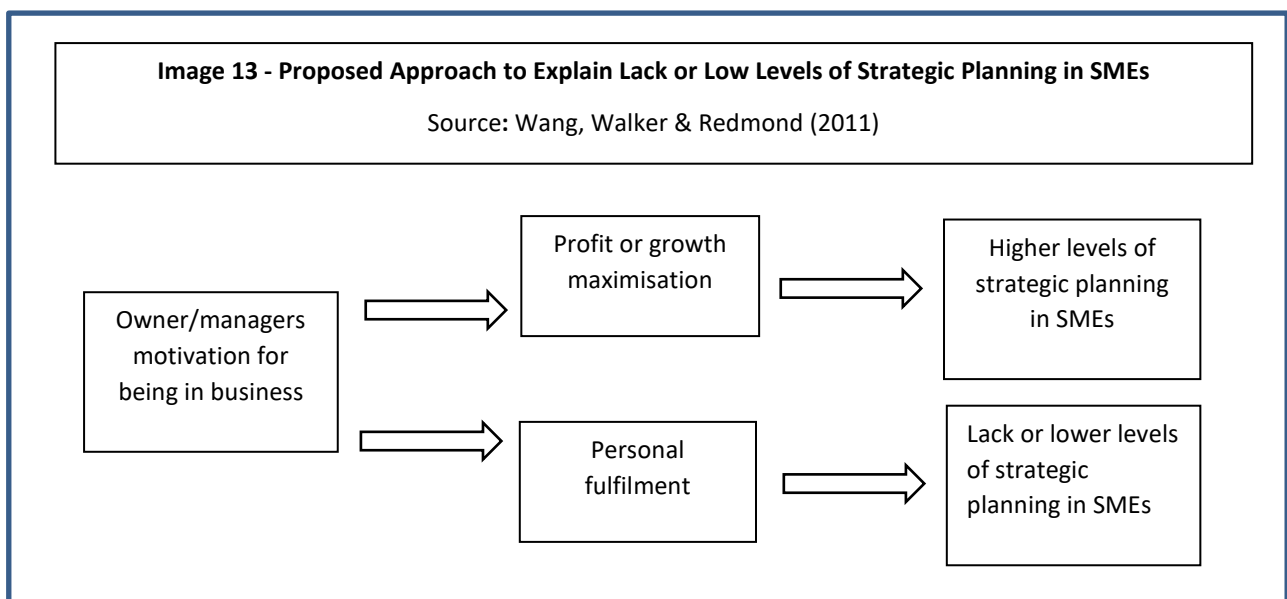 Image 13 - Proposed Approach to Explain Lack or Low Levels of Strategic Planning in SMEs
Source: Wang, Walker & Redmond (2011)
Owner/managers
motivation for
being in business
Profit or growth
maximisation
Higher levels of
strategic planning
in SMEs
Personal
fulfilment
Lack or lower levels
of strategic
planning in SMEs